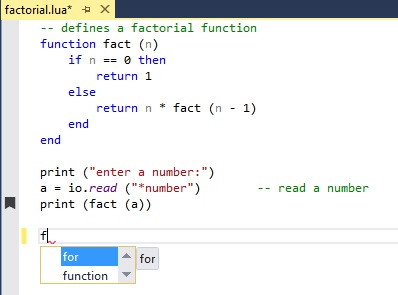 factorial.lua*
-- defines a factorial function
function fact (n)
if n == 0 then
return 1
else
return n * fact (n - 1)
end
end
print ("enter a number:")
a = io.read ("*number") -- read a number
print (fact (a))
f
for for
function